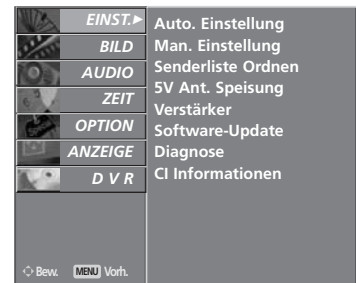 EINST.
BILD
AUDIO
ZEIT
OPTION
ANZEIGE
D V R
Auto. Einstellung
Man. Einstellung
Senderliste Ordnen
5V Ant. Speisung
Verstärker
Software-Update
Diagnose
CI Informationen
Bew. MENU Vorh.